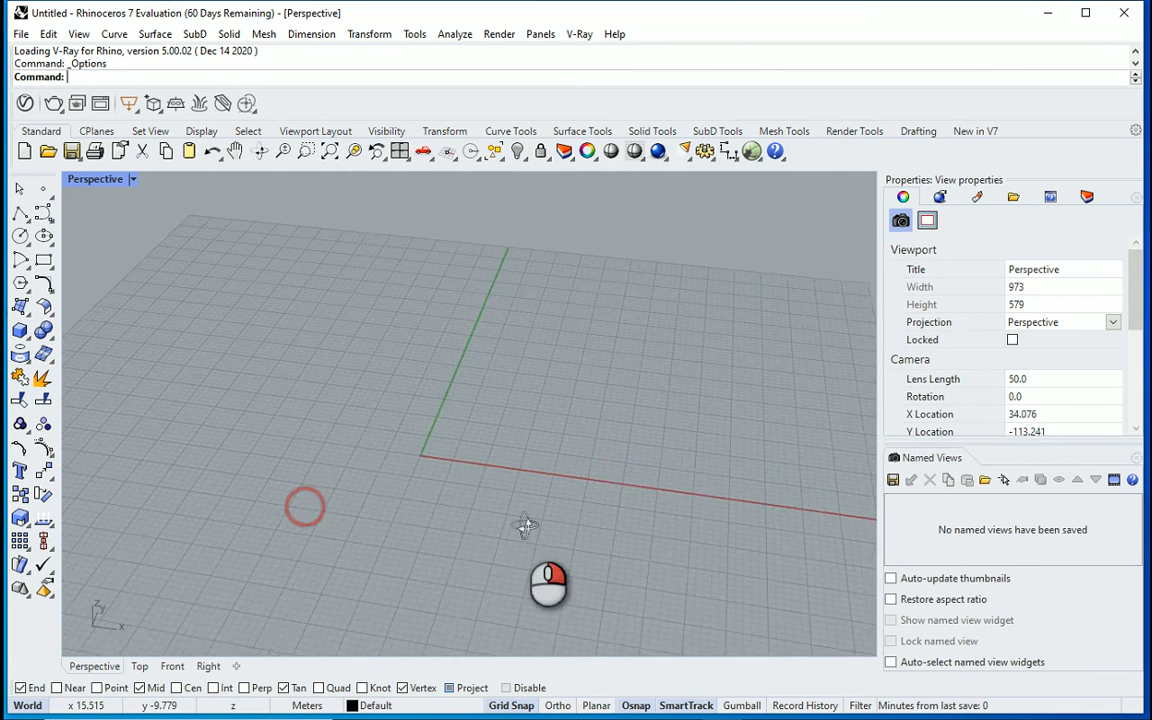 Untitled - Rhinoceros 7 Evaluation (60 Days Remaining) - [Perspective]
File Edit View Curve Surface SubD Solid Mesh Dimension Transform Tools Analyze Render Panels V-Ray Help
Loading V-Ray for Rhino, version 5.00.02 ( Dec 14 2020 )
Command: _Options
Command:
Standard CPlanes Set View Display Select Viewport Layout Visibility Transform Curve Tools Surface Tools Solid Tools SubD Tools Mesh Tools Render Tools Drafting New in V7
Perspective
Properties: View properties
Viewport
Title Perspective
Width 973
Height 579
Projection Perspective
Locked
Camera
Lens Length 50.0
Rotation 0.0
X Location 34.076
Y Location -113.241
Named Views
No named views have been saved
Auto-update thumbnails
Restore aspect ratio
Show named view widget
Lock named view
Auto-select named view widgets
Zy
x
Perspective Top Front Right
End Near Point Mid Cen Int Perp Tan Quad Knot Vertex Project Disable
World x 15.515 y -9.779 z Meters Default Grid Snap Ortho Planar Osnap SmartTrack Gumball Record History Filter Minutes from last save: 0